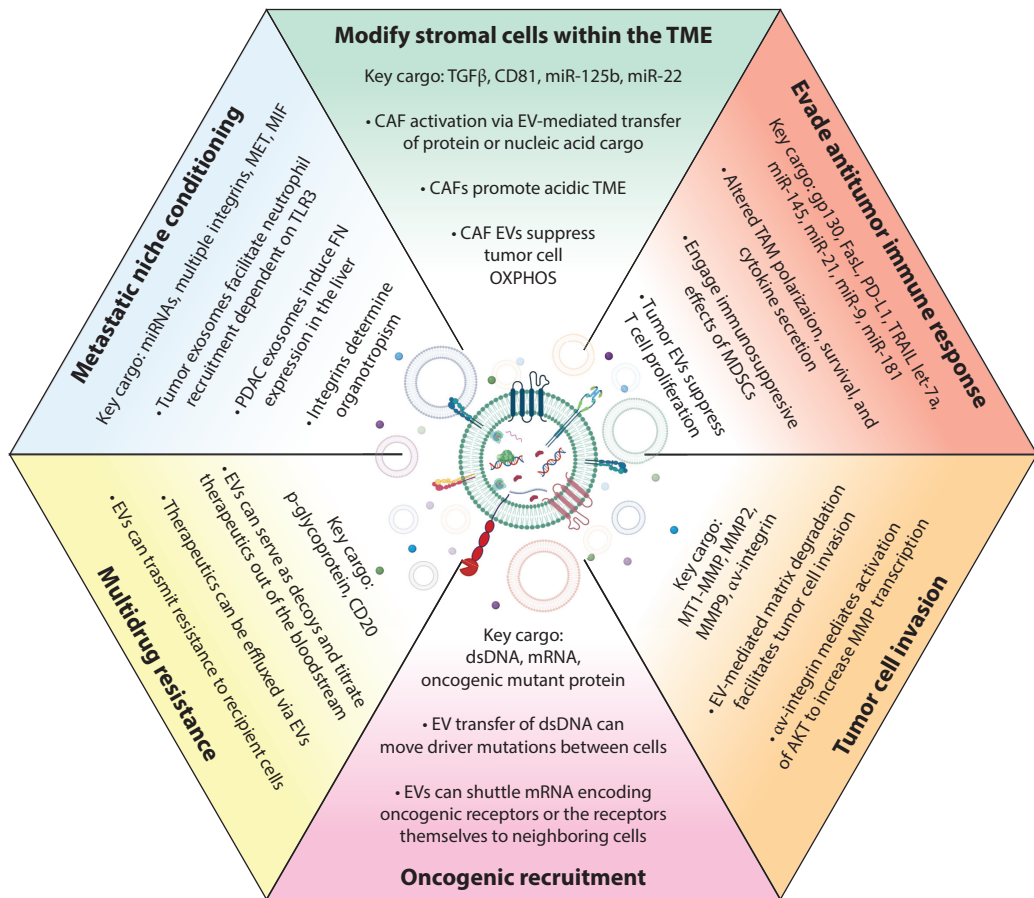 Modify stromal cells within the TME
Key cargo: TGFβ, CD81, miR-125b, miR-22
• CAF activation via EV-mediated transfer
of protein or nucleic acid cargo
• CAFs promote acidic TME
• CAF EVs suppress
tumor cell
OXPHOS
Evade antitumor immune response
Key cargo: gp130, FasL, PD-L1, TRAIL, let-7a,
miR-145, miR-21, miR-9, miR-181
• Altered TAM polarization, survival, and
cytokine secretion
• Engage immunosuppresive
effects of MDSCs
• Tumor EVs suppress
T cell proliferation
Tumor cell invasion
Key cargo:
MT1-MMP, MMP2,
MMP9, αv-integrin
• EV-mediated matrix degradation
facilitates tumor cell invasion
• αv-integrin mediates activation
of AKT to increase MMP transcription
Key cargo:
dsDNA, mRNA,
oncogenic mutant protein
• EV transfer of dsDNA can
move driver mutations between cells
• EVs can shuttle mRNA encoding
oncogenic receptors or the receptors
themselves to neighboring cells
Oncogenic recruitment
Key cargo:
p-glycoprotein, CD20
• EVs can serve as decoys and titrate
therapeutics out of the bloodstream
• Therapeutics can be effluxed via EVs
• EVs can trasmit resistance to recipient cells
Multidrug resistance
Metastatic niche conditioning
Key cargo: miRNAs, multiple integrins, MET, MIF
• Tumor exosomes facilitate neutrophil
recruitment dependent on TLR3
• PDAC exosomes induce FN
expression in the liver
• Integrins determine
organotropism